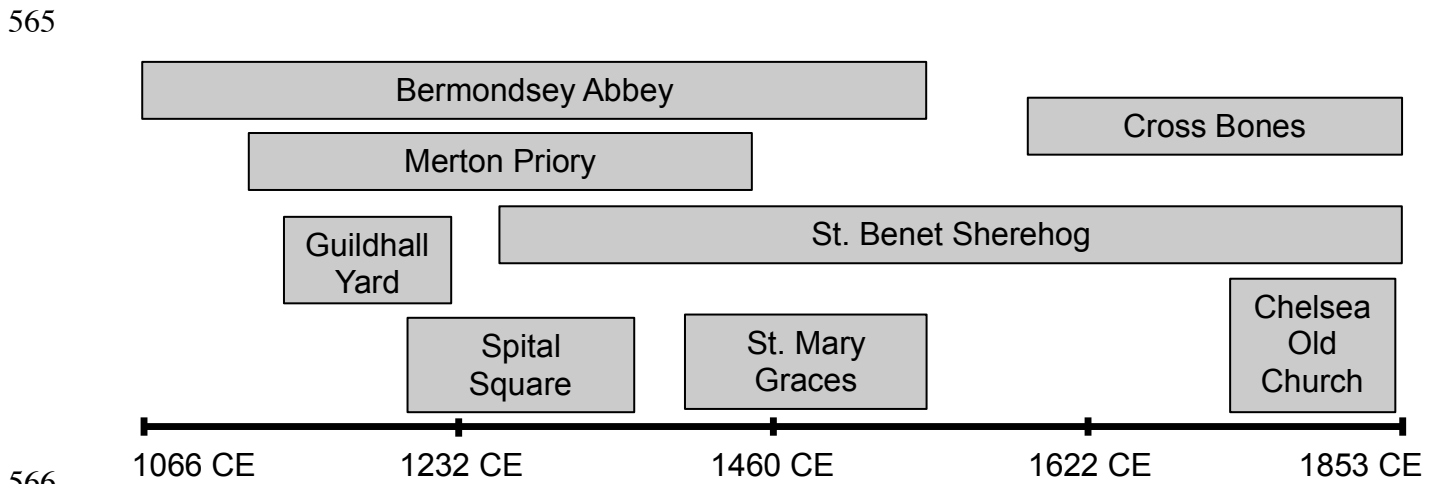 565
Bermondsey Abbey
Cross Bones
Merton Priory
St. Benet Sherehog
Guildhall
Yard
Chelsea
Old
Church
Spital
Square
St. Mary
Graces
1066 CE
1232 CE
1460 CE
1622 CE
1853 CE
566